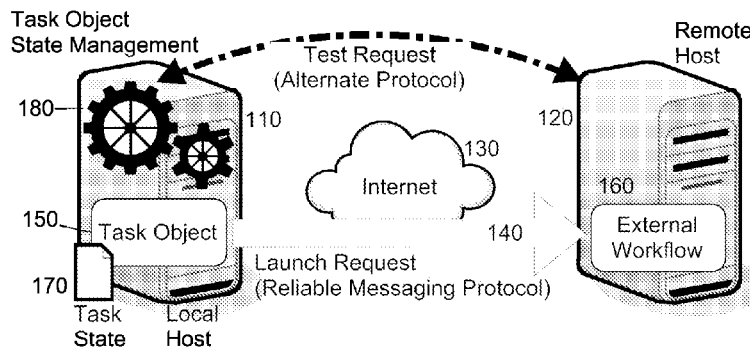 Task Object
State Management
Remote
Host
Test Request
(Alternate Protocol)
180
110
120
130
Internet
160
150
Task Object
140
External
Workflow
Launch Request
(Reliable Messaging Protocol)
170
Task
State
Local
Host